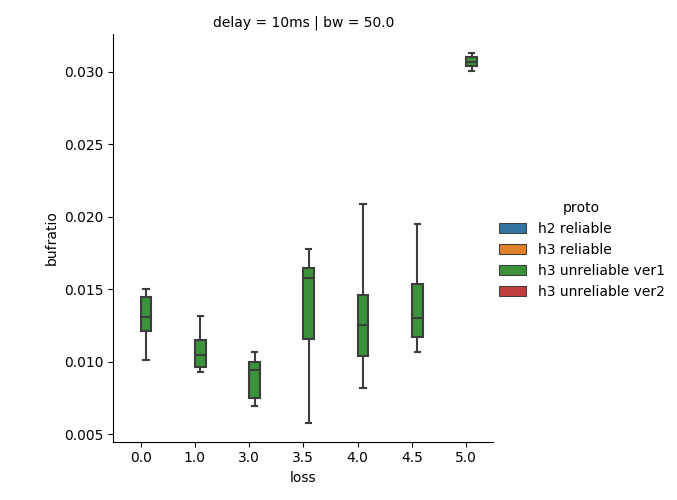 delay = 10ms | bw = 50.0
0.030
0.025
0.020
0.015
0.010
0.005
bufratio
0.0 1.0 3.0 3.5 4.0 4.5 5.0
loss
proto
h2 reliable
h3 reliable
h3 unreliable ver1
h3 unreliable ver2